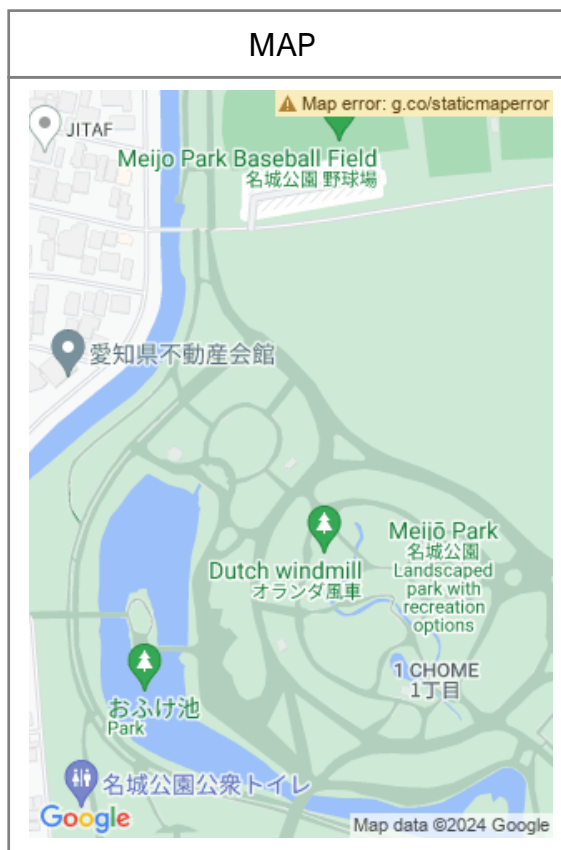 MAP
Map error: g.co/staticmaperror
JITAF
Meijo Park Baseball Field
名城公園 野球場
愛知県不動産会館
Dutch windmill
オランダ風車
Meijō Park
名城公園
Landscaped
park with
recreation
options
1 CHOME
1丁目
おふけ池
Park
名城公園公衆トイレ
Google
Map data ©2024 Google